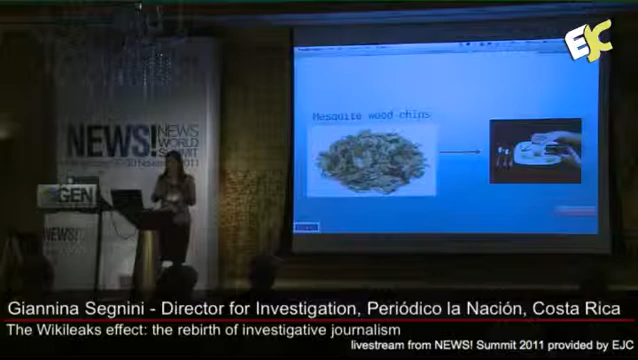 EJC
Mesquite wood chips
NEWS!
NEWS
WORLD
SUMMIT
2011
GEN
NEWS!
Giannina Segnini - Director for Investigation, Periódico la Nación, Costa Rica
The Wikileaks effect: the rebirth of investigative journalism
livestream from NEWS! Summit 2011 provided by EJC